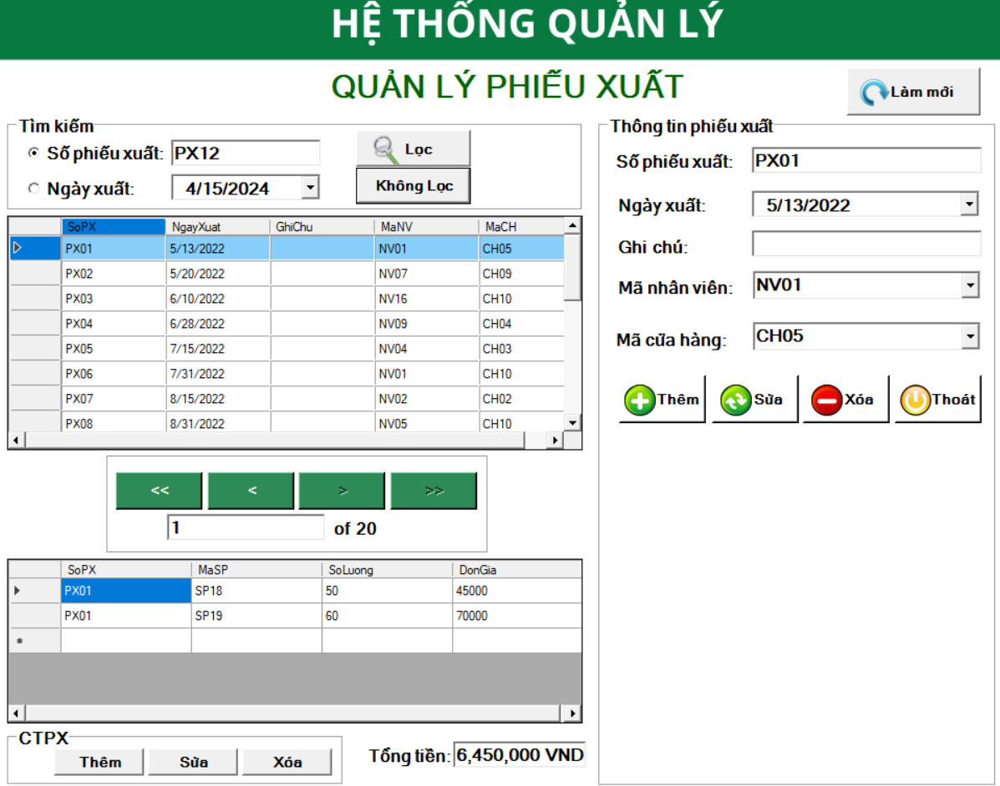 HỆ THỐNG QUẢN LÝ
QUẢN LÝ PHIẾU XUẤT
Làm mới
Tìm kiếm
Số phiếu xuất: PX12
Lọc
Ngày xuất: 4/15/2024
Không Lọc
SoPX NgayXuat GhiChu MaNV MaCH
PX01 5/13/2022 NV01 CH05
PX02 5/20/2022 NV07 CH09
PX03 6/10/2022 NV16 CH10
PX04 6/28/2022 NV09 CH04
PX05 7/15/2022 NV04 CH03
PX06 7/31/2022 NV01 CH10
PX07 8/15/2022 NV02 CH02
PX08 8/31/2022 NV05 CH10
<< < > >>
1 of 20
SoPX MaSP SoLuong DonGia
PX01 SP18 50 45000
PX01 SP19 60 70000
CTPX
Thêm Sửa Xóa
Tổng tiền: 6,450,000 VND
Thông tin phiếu xuất
Số phiếu xuất: PX01
Ngày xuất: 5/13/2022
Ghi chú:
Mã nhân viên: NV01
Mã cửa hàng: CH05
Thêm Sửa Xóa Thoát